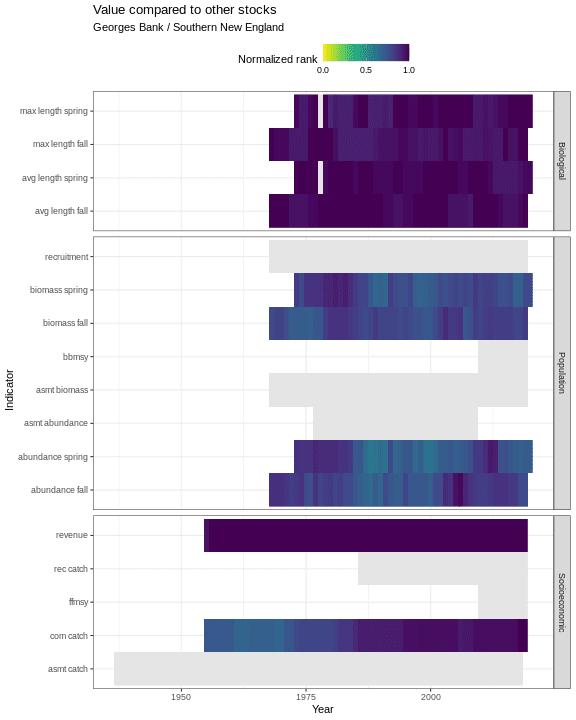 Value compared to other stocks
Georges Bank / Southern New England
Normalized rank
0.0 0.5 1.0
max length spring
max length fall
avg length spring
avg length fall
Biological
recruitment
biomass spring
biomass fall
bbmsy
asmt biomass
asmt abundance
abundance spring
abundance fall
Population
revenue
rec catch
ffmsy
com catch
asmt catch
Socioeconomic
Indicator
1950 1975 2000
Year